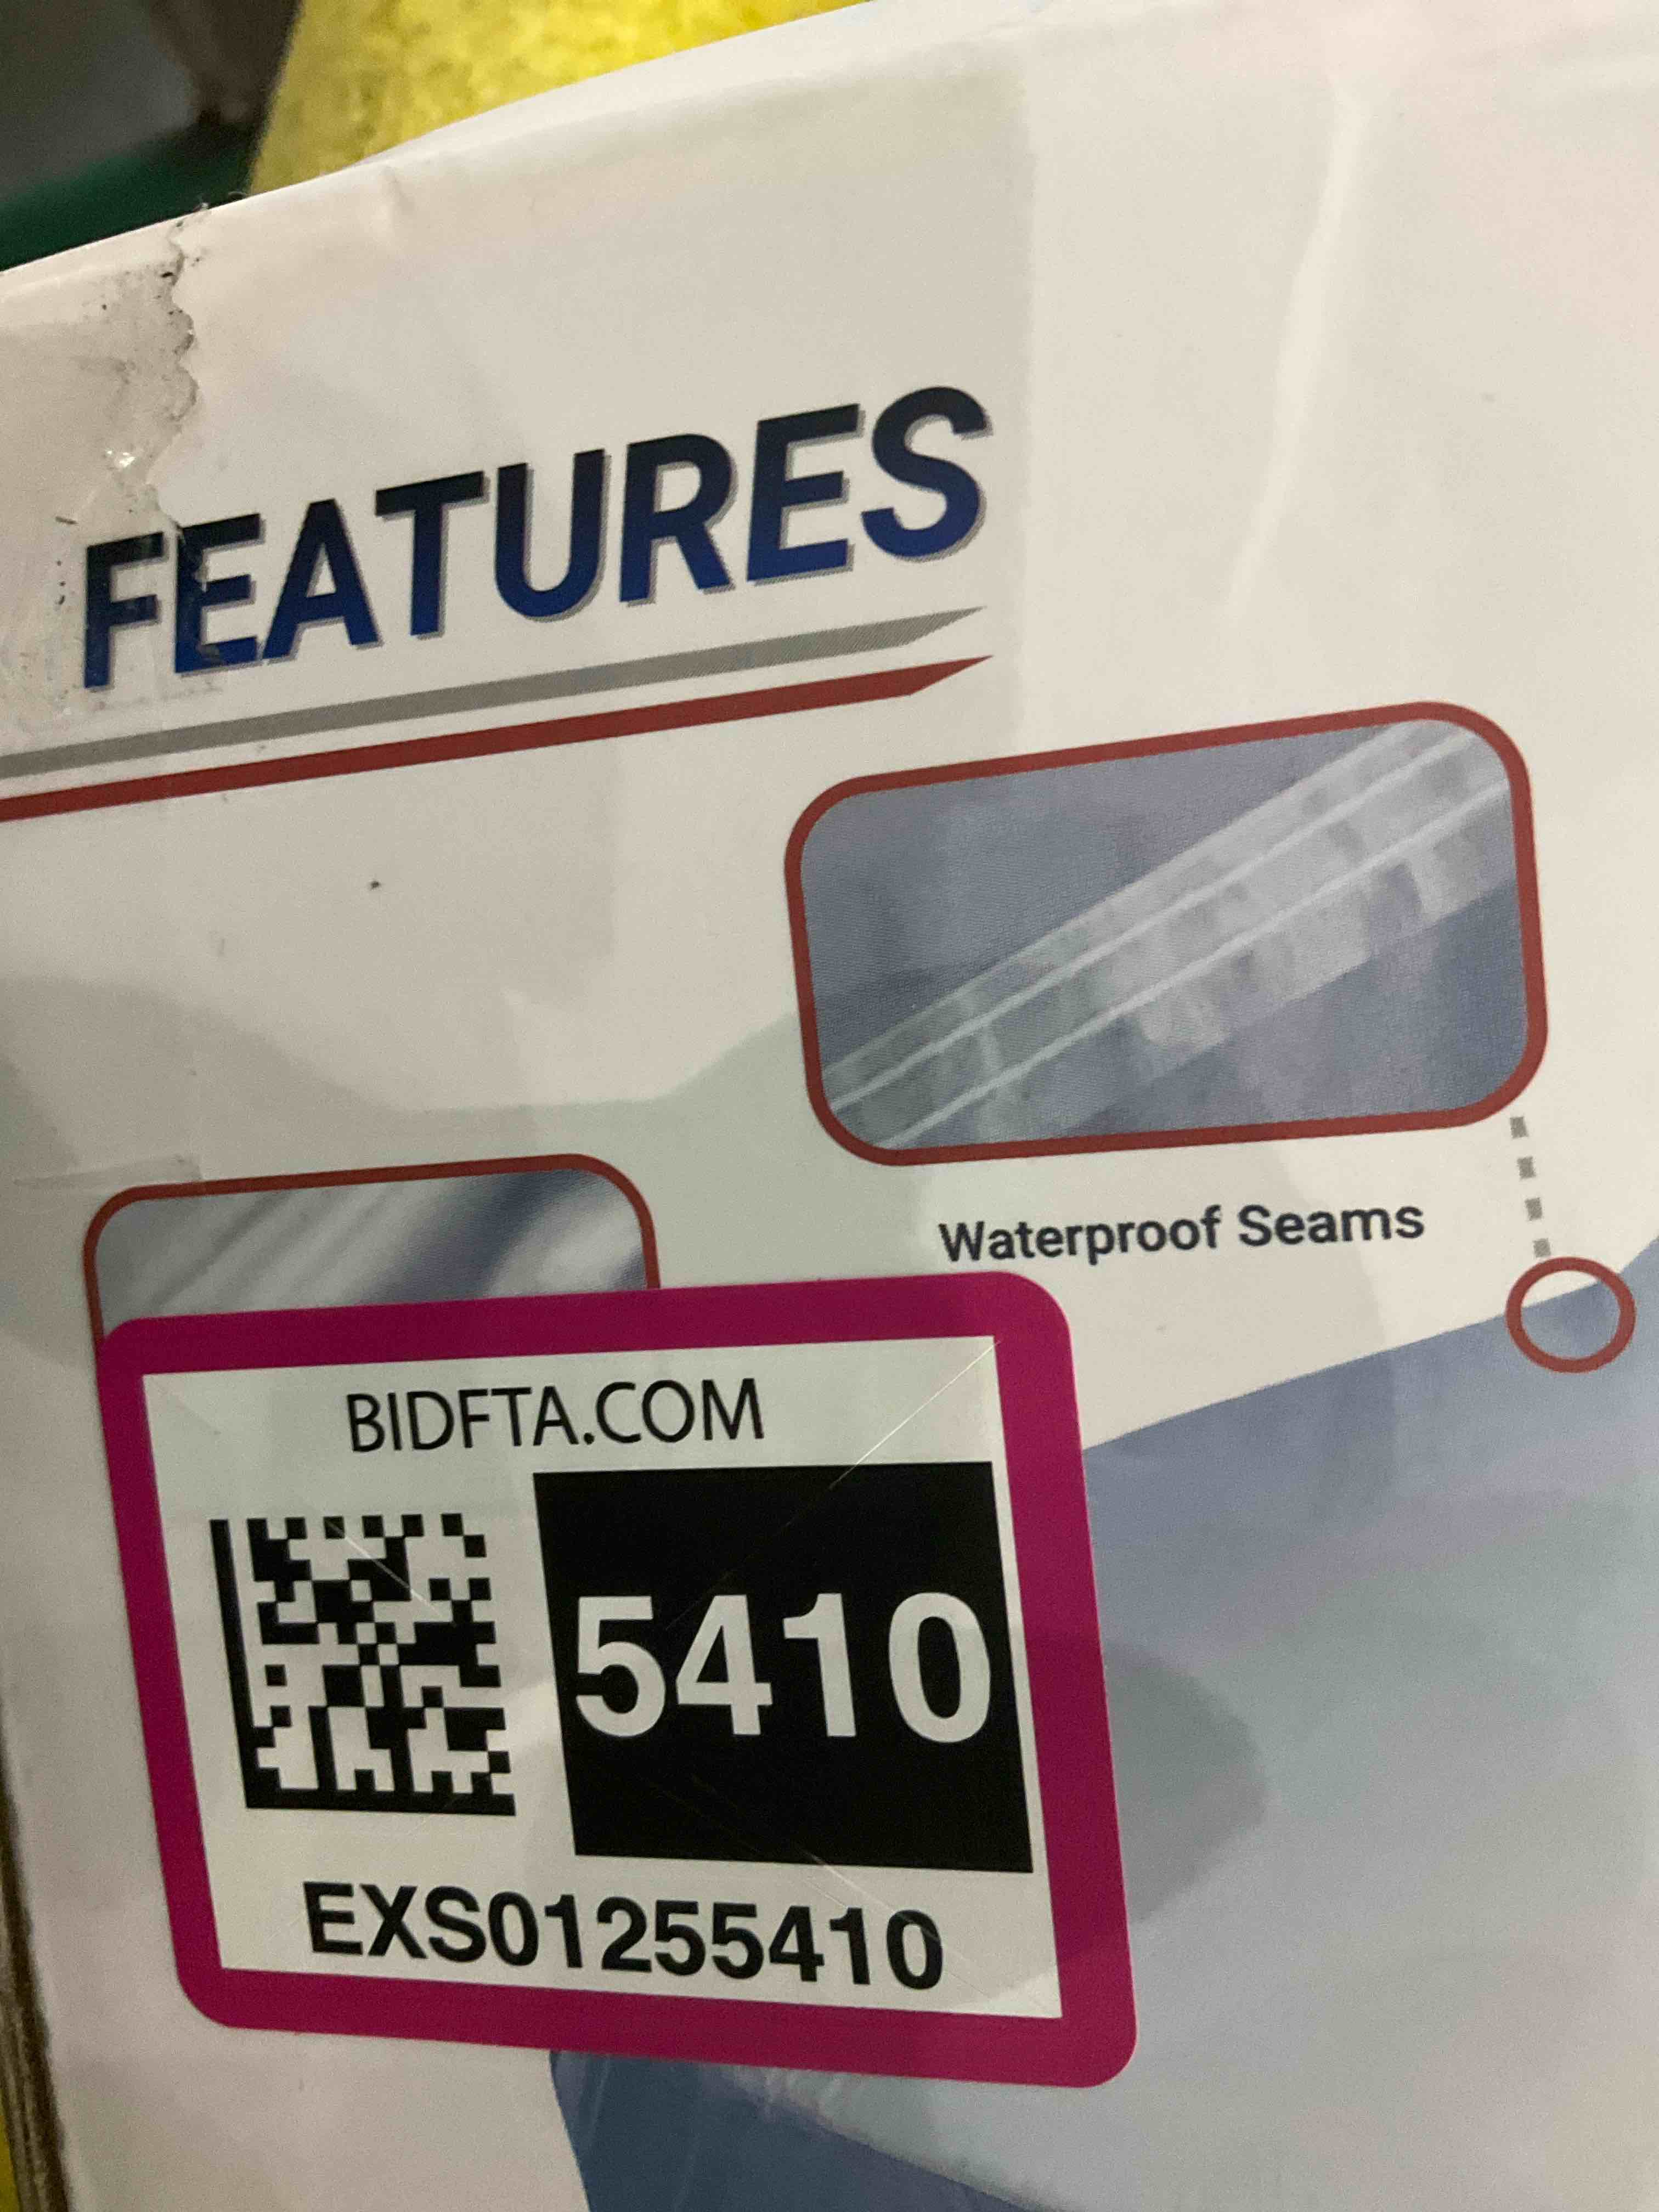 FEATURES
Waterproof Seams
BIDFTA.COM
5410
EXS01255410